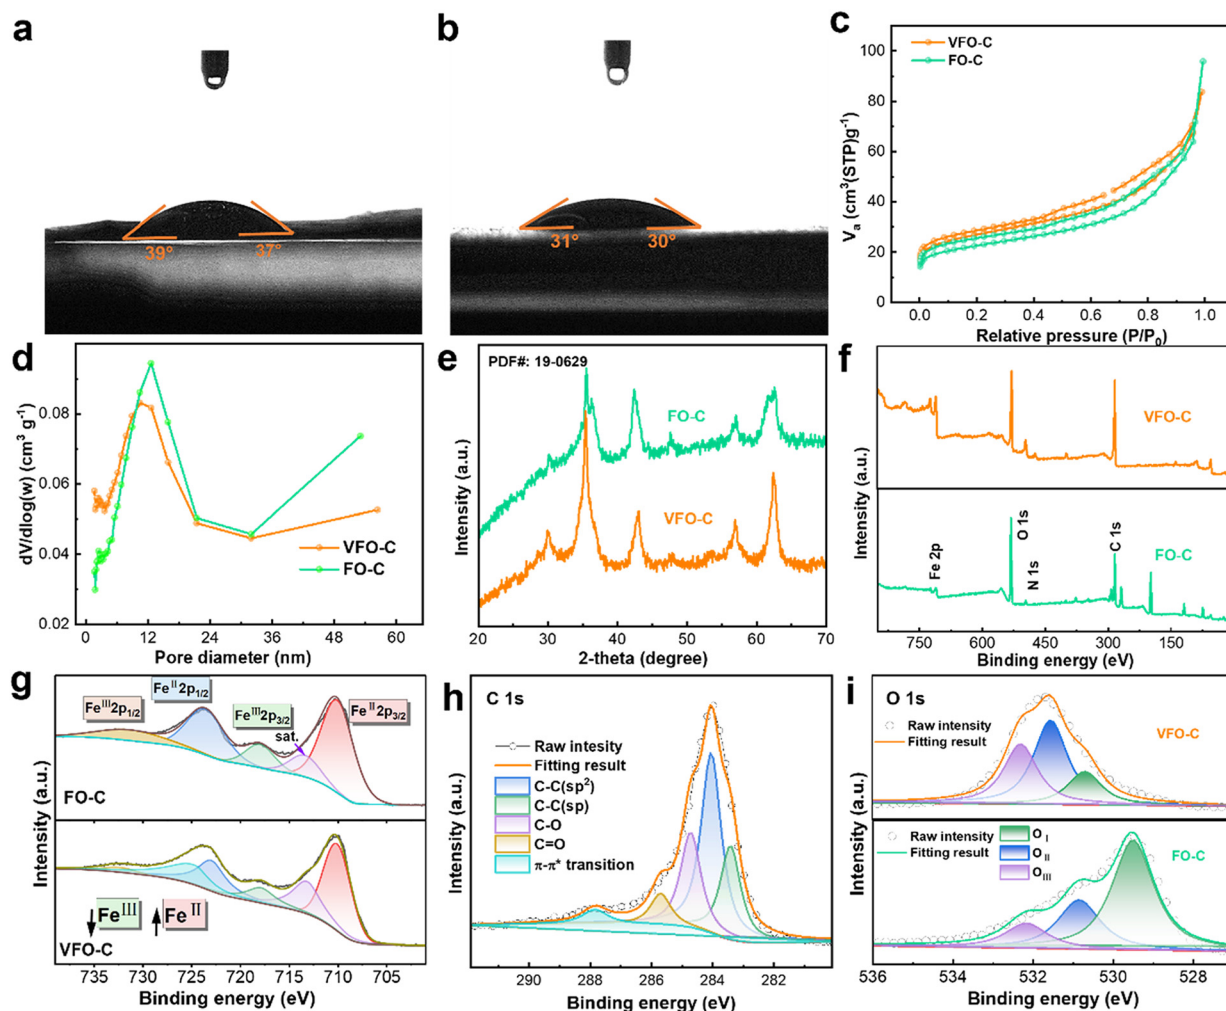 a
39°
37°
b
31°
30°
c
VFO-C
FO-C
100
80
60
40
20
0
Vₐ (cm³(STP)g⁻¹)
0.0 0.2 0.4 0.6 0.8 1.0
Relative pressure (P/P₀)
d
0.08
0.06
0.04
0.02
dV/dlog(w) (cm³ g⁻¹)
VFO-C
FO-C
0 12 24 36 48 60
Pore diameter (nm)
e
PDF#: 19-0629
FO-C
VFO-C
Intensity (a.u.)
20 30 40 50 60 70
2-theta (degree)
f
VFO-C
Fe 2p
O 1s
N 1s
C 1s
FO-C
Intensity (a.u.)
750 600 450 300 150 0
Binding energy (eV)
g
Feᴵᴵᴵ2p₁/₂
Feᴵᴵ2p₁/₂
Feᴵᴵᴵ2p₃/₂
Feᴵᴵ2p₃/₂
sat.
FO-C
Feᴵᴵᴵ
Feᴵᴵ
VFO-C
Intensity (a.u.)
735 730 725 720 715 710 705
Binding energy (eV)
h
C 1s
Raw intesity
Fitting result
C-C(sp²)
C-C(sp)
C-O
C=O
π-π* transition
Intensity (a.u.)
290 288 286 284 282
Binding energy (eV)
i
O 1s
Raw intensity
Fitting result
VFO-C
Raw intensity
Fitting result
O I
O II
O III
FO-C
Intensity (a.u.)
536 534 532 530 528
Binding energy (eV)